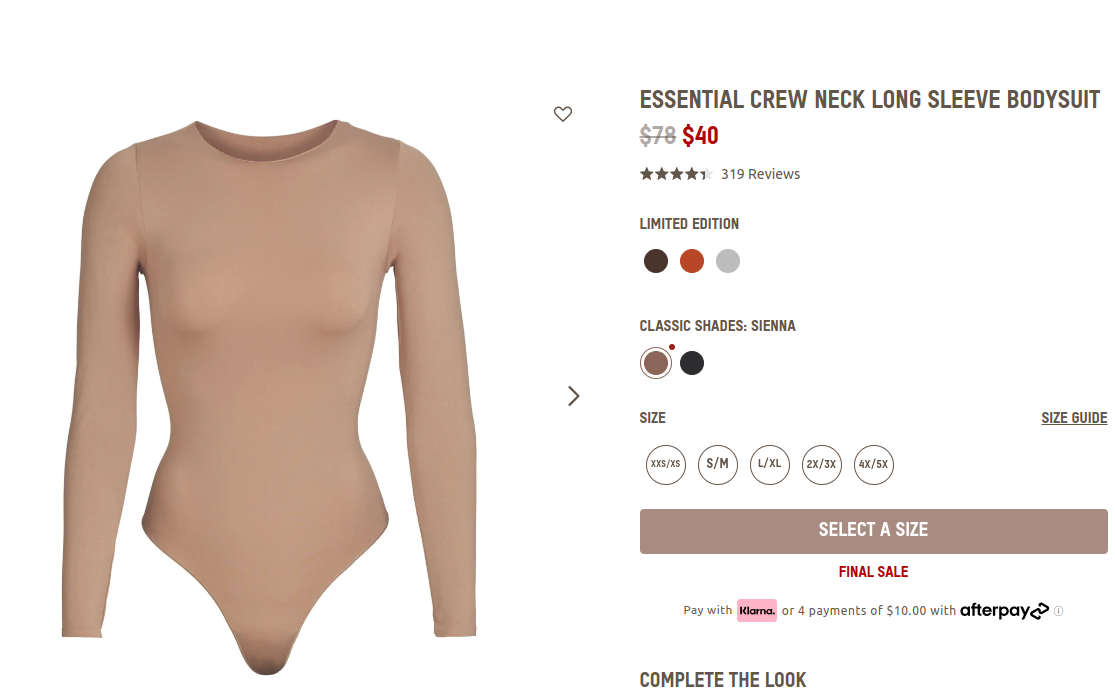 ESSENTIAL CREW NECK LONG SLEEVE BODYSUIT
$78 $40
319 Reviews
LIMITED EDITION
CLASSIC SHADES: SIENNA
SIZE SIZE GUIDE
XXS/XS S/M L/XL 2X/3X 4X/5X
SELECT A SIZE
FINAL SALE
Pay with Klarna. or 4 payments of $10.00 with afterpay
COMPLETE THE LOOK